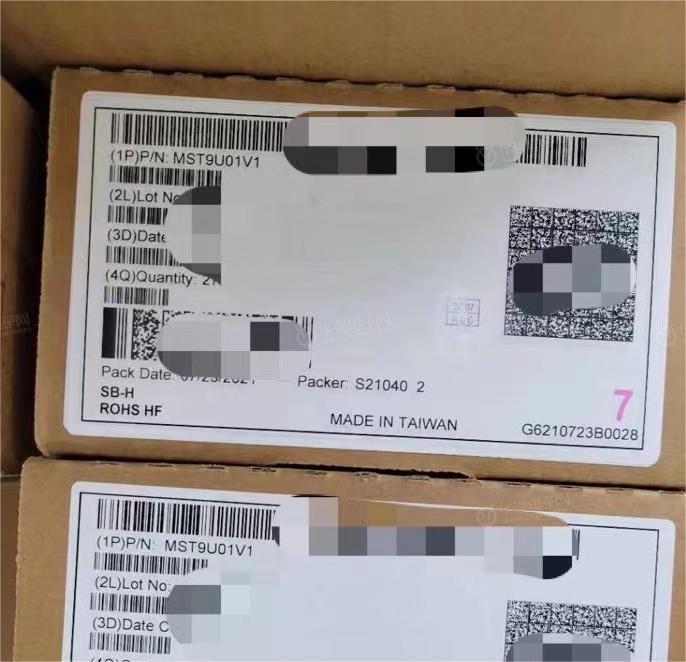 (1P)P/N: MST9U01V1
(2L)Lot No
(3D)Date
(4Q)Quantity:
Pack Date:
Packer: S21040 2
SB-H
ROHS HF
MADE IN TAIWAN
7
G6210723B0028
(1P)P/N: MST9U01V1
(2L)Lot No:
(3D)Date C